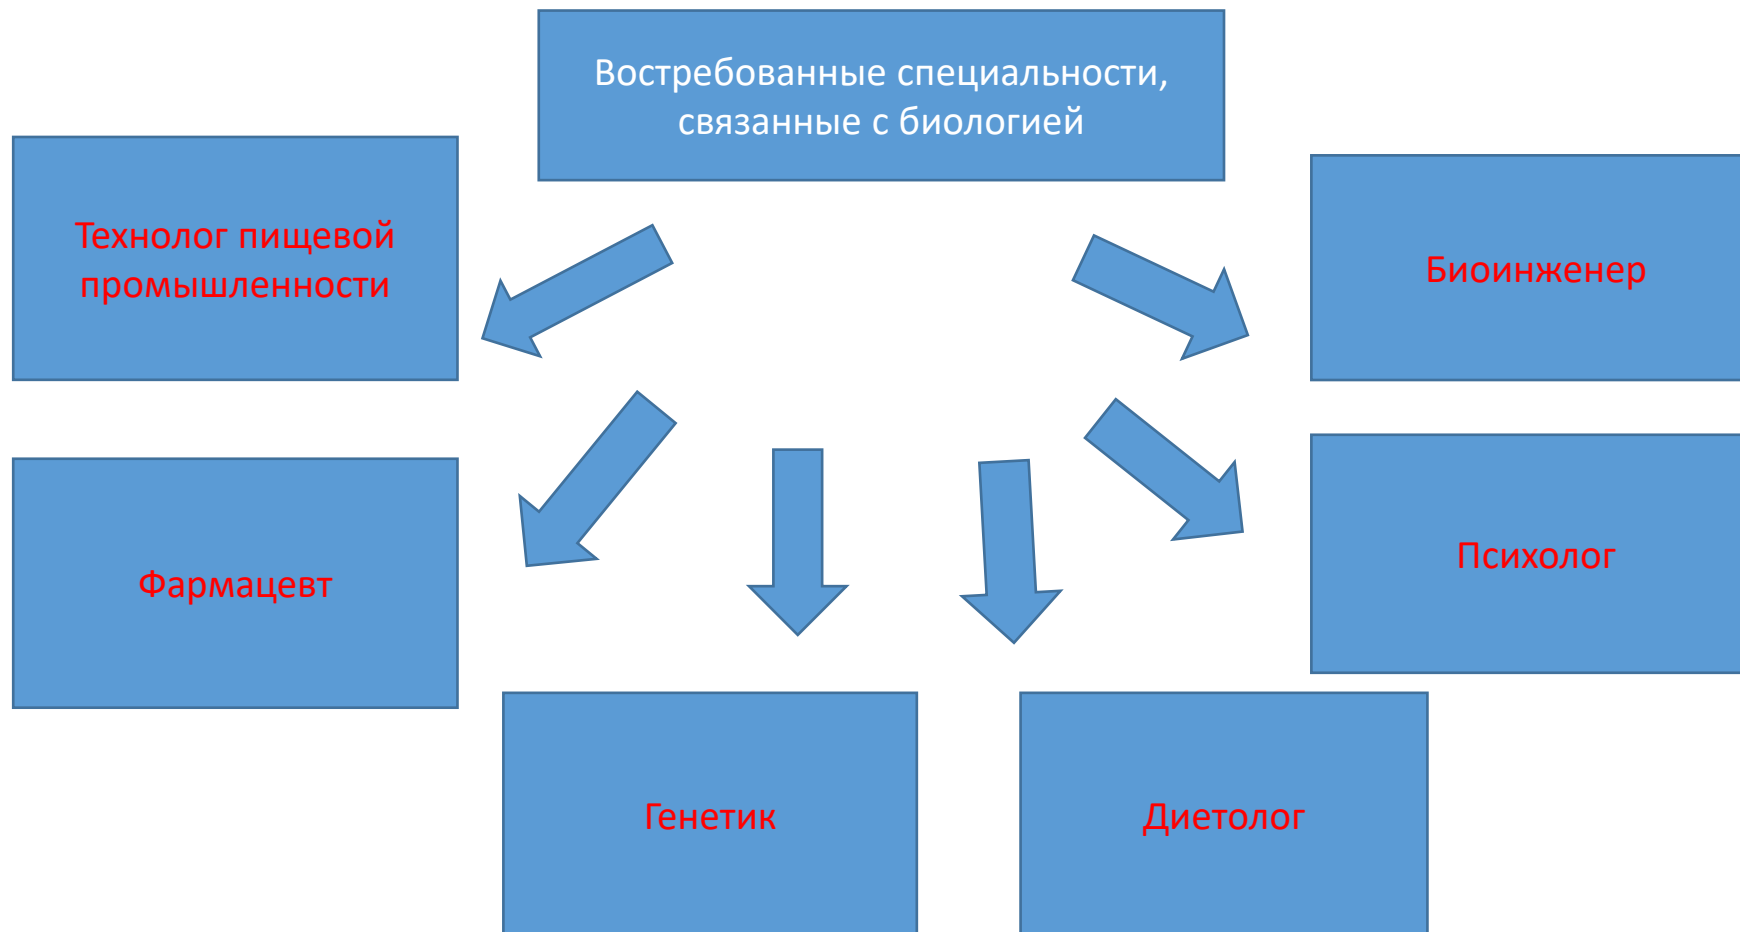 Востребованные специальности,
связанные с биологией
Технолог пищевой
промышленности
Биоинженер
Фармацевт
Психолог
Генетик
Диетолог